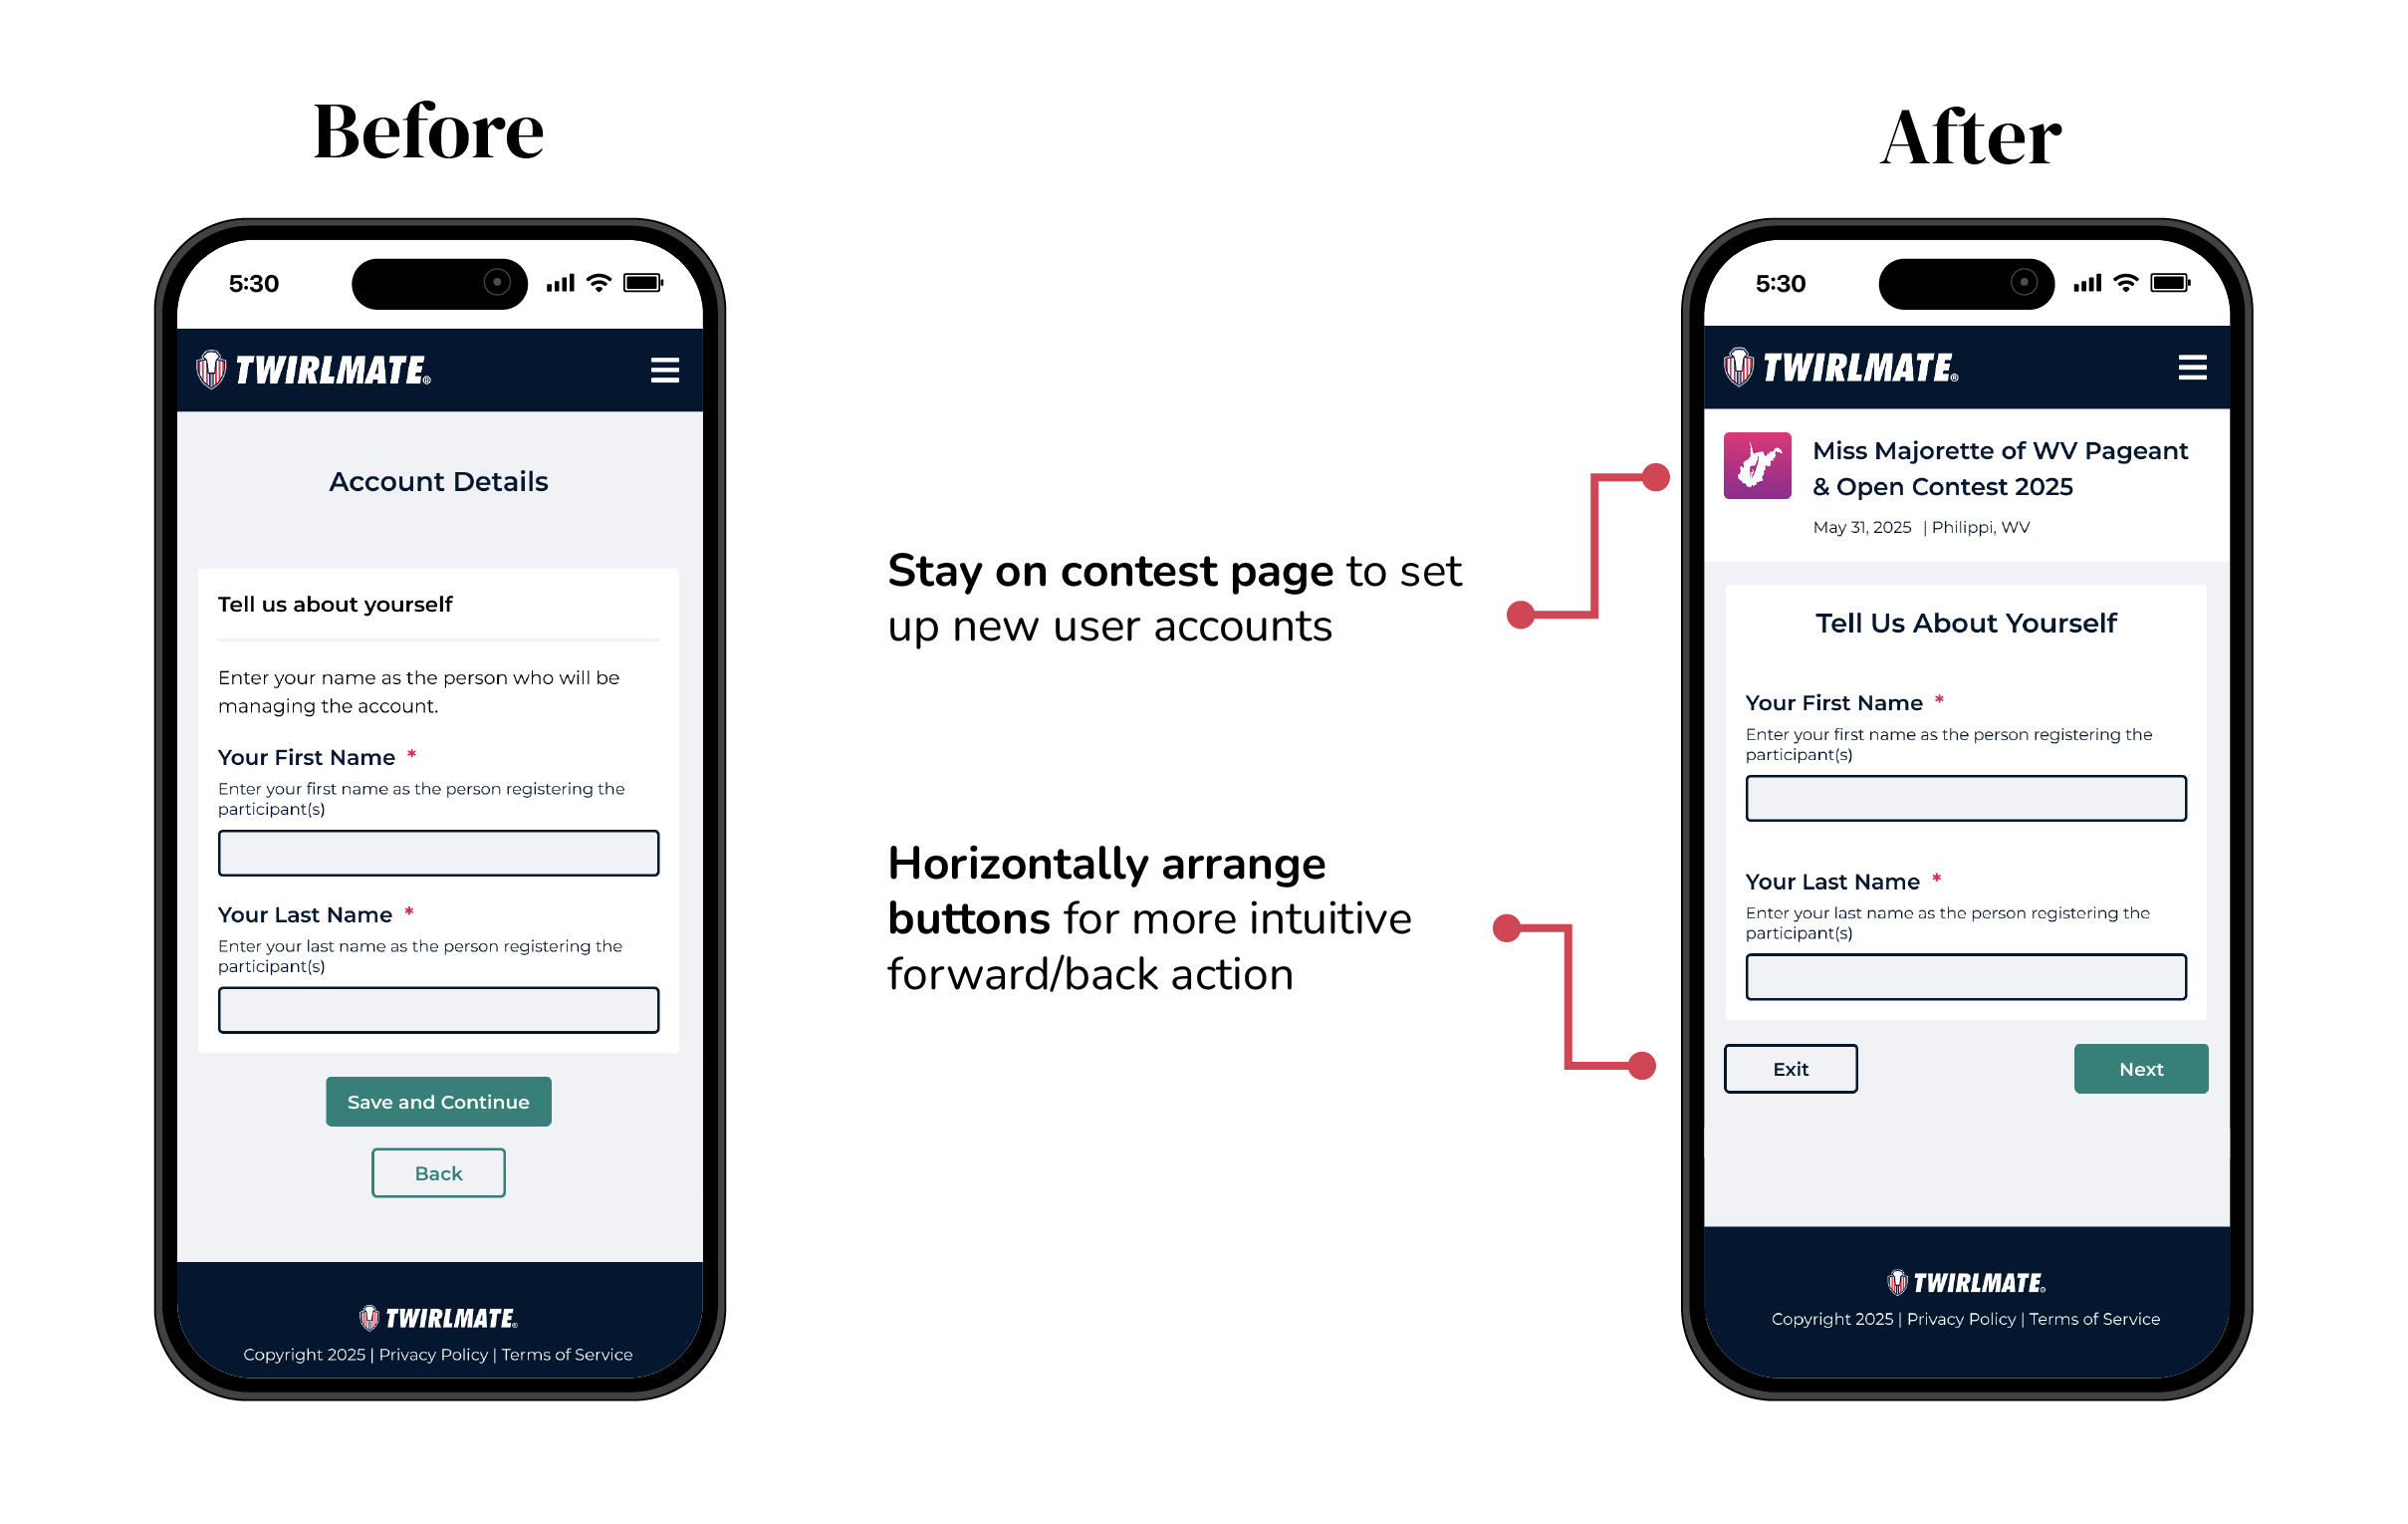 Before
5:30
TWIRLMATE®
Account Details
Tell us about yourself
Enter your name as the person who will be
managing the account.
Your First Name *
Enter your first name as the person registering the
participant(s)
Your Last Name *
Enter your last name as the person registering the
participant(s)
Save and Continue
Back
TWIRLMATE®
Copyright 2025 | Privacy Policy | Terms of Service
Stay on contest page to set
up new user accounts
Horizontally arrange
buttons for more intuitive
forward/back action
After
5:30
TWIRLMATE®
Miss Majorette of WV Pageant
& Open Contest 2025
May 31, 2025 | Philippi, WV
Tell Us About Yourself
Your First Name *
Enter your first name as the person registering the
participant(s)
Your Last Name *
Enter your last name as the person registering the
participant(s)
Exit
Next
TWIRLMATE®
Copyright 2025 | Privacy Policy | Terms of Service